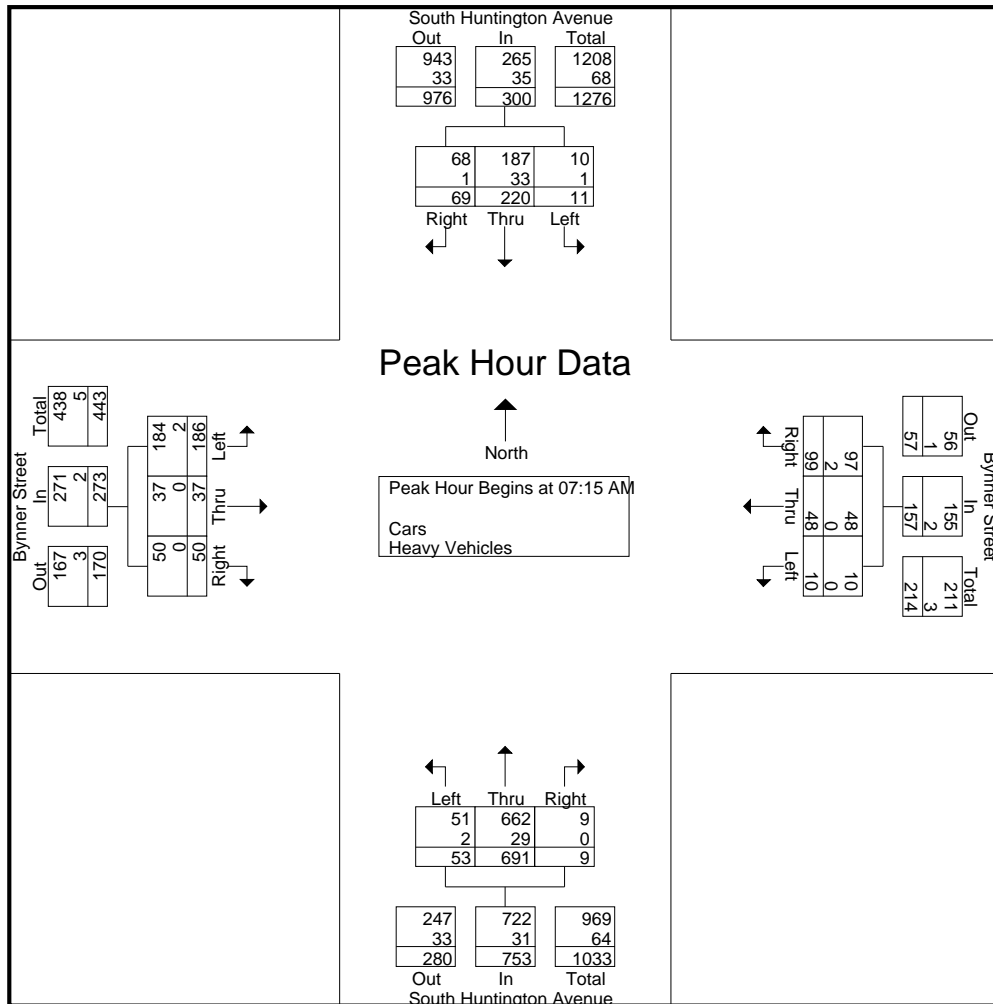 South Huntington Avenue
Out In Total
943 265 1208
33 35 68
976 300 1276
68 187 10
1 33 1
69 220 11
Right Thru Left
Peak Hour Data
North
Peak Hour Begins at 07:15 AM
Cars
Heavy Vehicles
Bynner Street
Total In Out
438 271 167
5 2 3
443 273 170
184 37 50
2 0 0
186 37 50
Left Thru Right
Bynner Street
Out In Total
56 155 211
1 2 3
57 157 214
97 48 10
2 0 0
99 48 10
Right Thru Left
Left Thru Right
51 662 9
2 29 0
53 691 9
247 722 969
33 31 64
280 753 1033
Out In Total
South Huntington Avenue